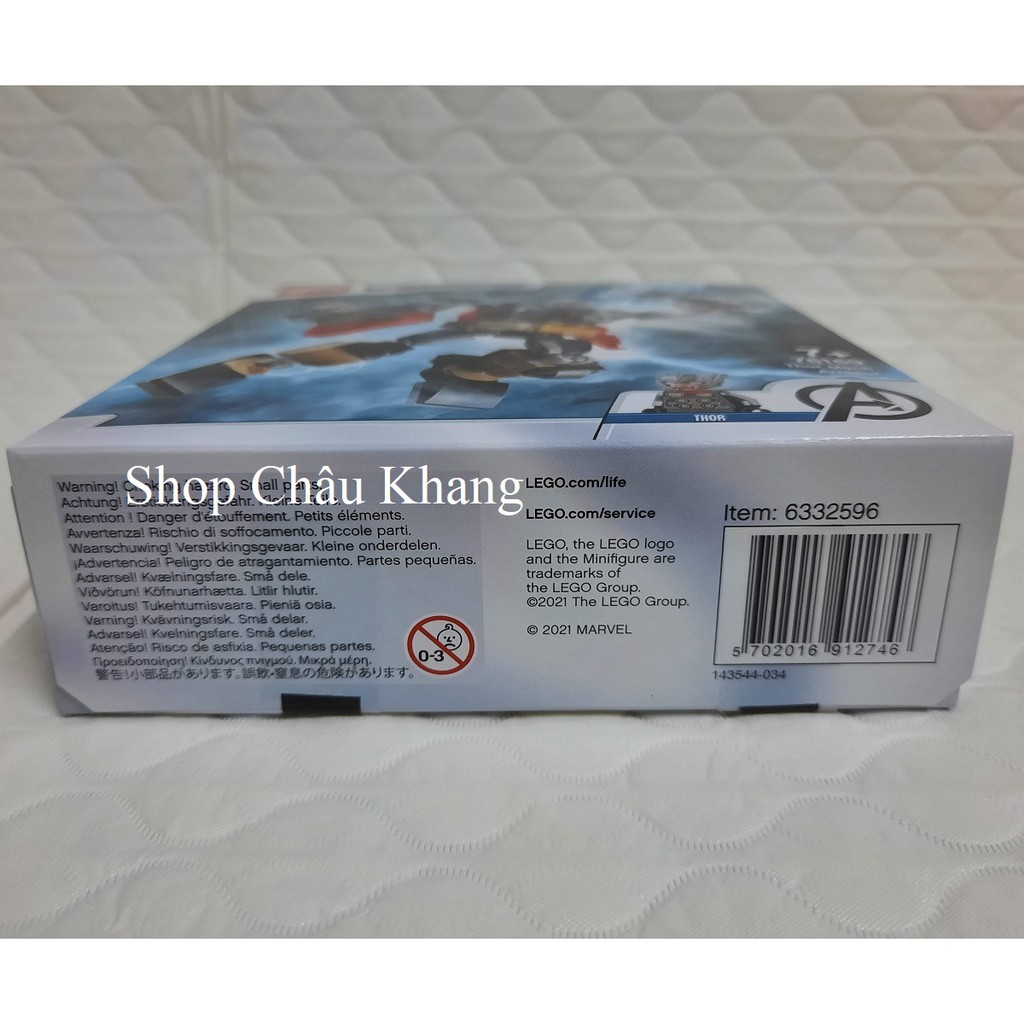 7+
THOR
Shop Châu Khang
Warning! Choking hazard. Small parts.
Achtung! Erstickungsgefahr. Kleine Teile.
Attention ! Danger d'étouffement. Petits éléments.
Avvertenza! Rischio di soffocamento. Piccole parti.
Waarschuwing! Verstikkingsgevaar. Kleine onderdelen.
¡Advertencia! Peligro de atragantamiento. Partes pequeñas.
Advarsel! Kvælningsfare. Små dele.
Viðvörun! Köfnunarhætta. Litlir hlutir.
Varoitus! Tukehtumisvaara. Pieniä osia.
Varning! Kvävningsrisk. Små delar.
Advarsel! Kvelningsfare. Små deler.
Atenção! Risco de asfixia. Pequenas partes.
Προειδοποίηση! Κίνδυνος πνιγμού. Μικρά μέρη.
警告!小部品があります。誤飲・窒息の危険があります。
0-3
LEGO.com/life
LEGO.com/service
LEGO, the LEGO logo
and the Minifigure are
trademarks of
the LEGO Group.
©2021 The LEGO Group.
© 2021 MARVEL
Item: 6332596
5 702016 912746
143544-034